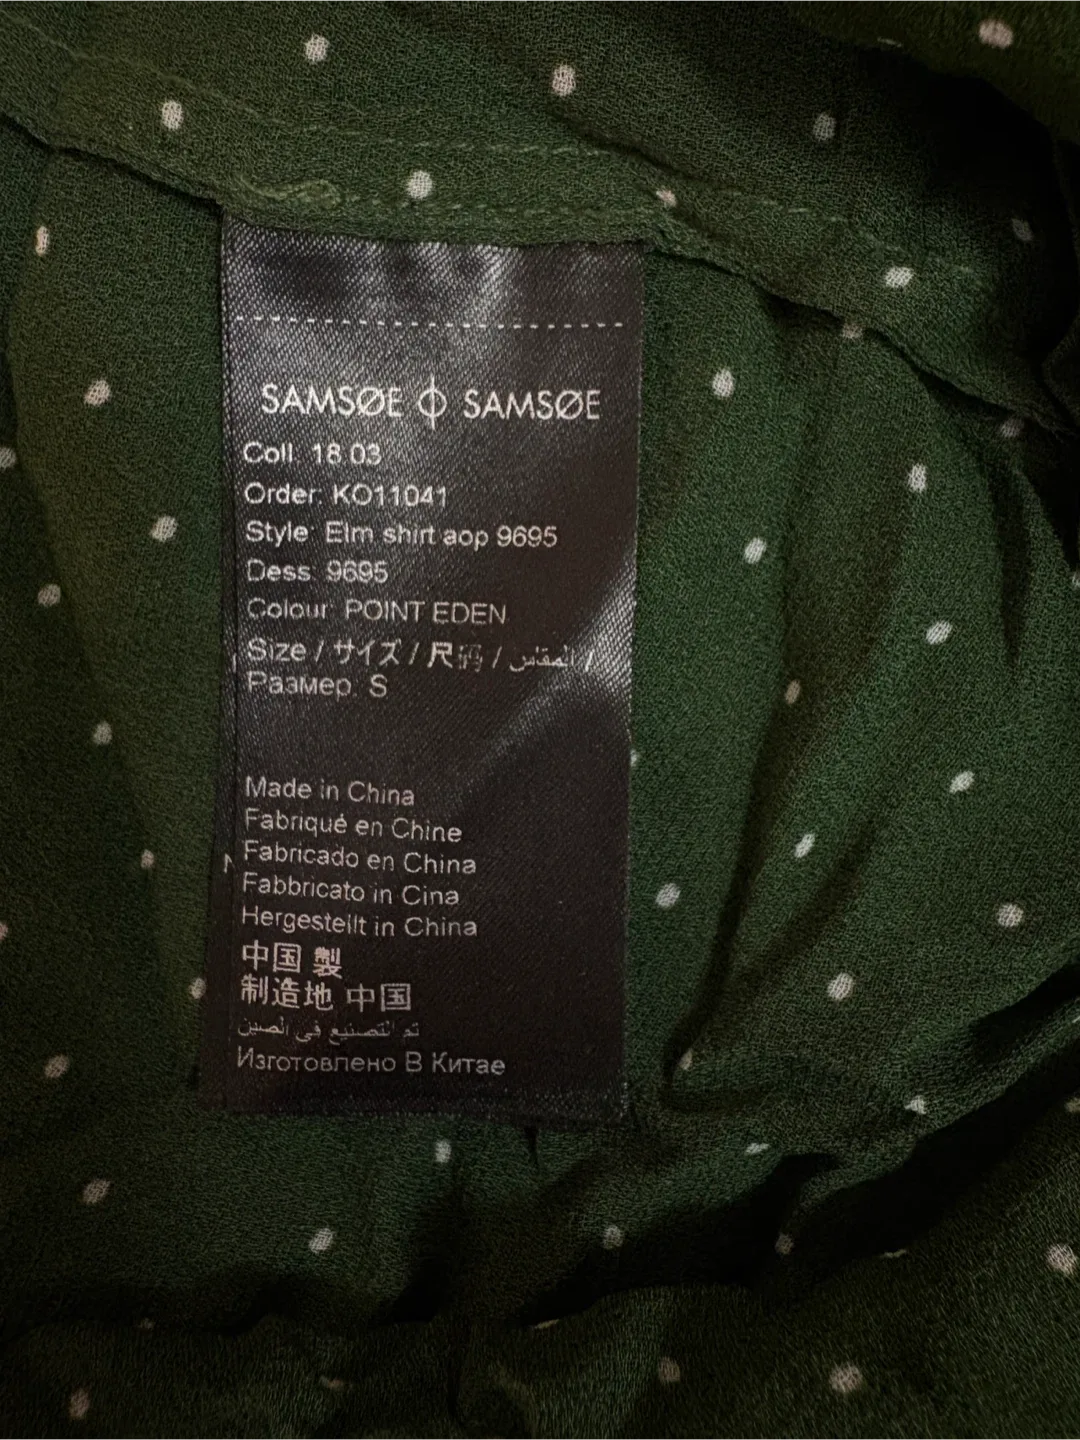 SAMSØE ϕ SAMSØE
Coll. 18.03
Order: KO11041
Style: Elm shirt aop 9695
Dess: 9695
Colour: POINT EDEN
Size / サイズ / 尺码 / المقاس /
Размер: S
Made in China
Fabriqué en Chine
Fabricado en China
Fabbricato in Cina
Hergestellt in China
中国 製
制造地 中国
تم التصنيع في الصين
Изготовлено В Китае